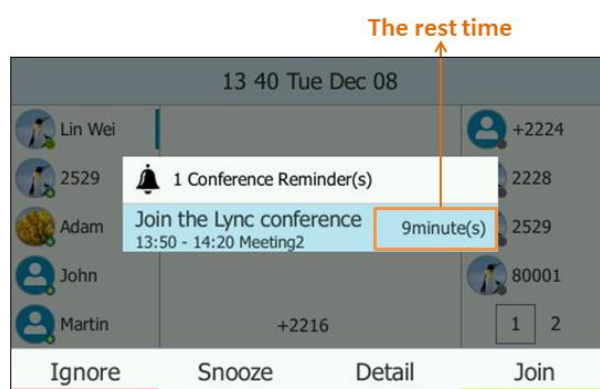 The rest time
13 40 Tue Dec 08
Lin Wei
+2224
2529
1 Conference Reminder(s)
2228
Adam
Join the Lync conference
9minute(s)
2529
13:50 - 14:20 Meeting2
John
80001
Martin
+2216
1 2
Ignore Snooze Detail Join